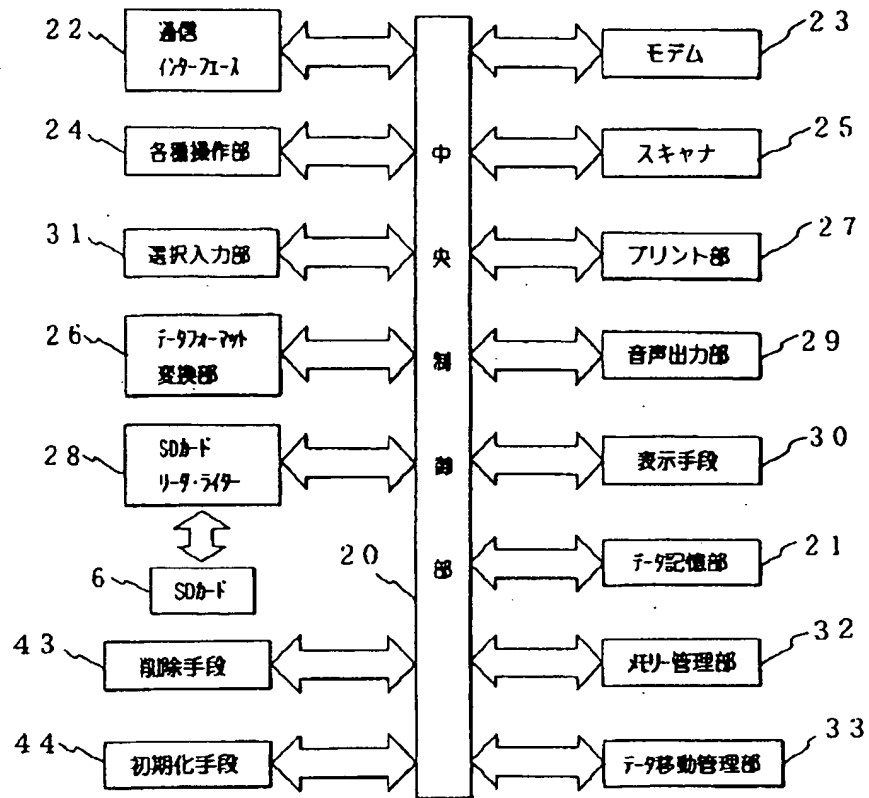 22
通信
インターフェース
23
モデム
24
各種操作部
25
スキャナ
31
選択入力部
27
プリント部
26
データフォーマット
変換部
29
音声出力部
28
SDカード
リータ・ライター
30
表示手段
6
SDカード
20
中央制御部
21
データ記憶部
43
削除手段
32
メモリー管理部
44
初期化手段
33
データ移動管理部